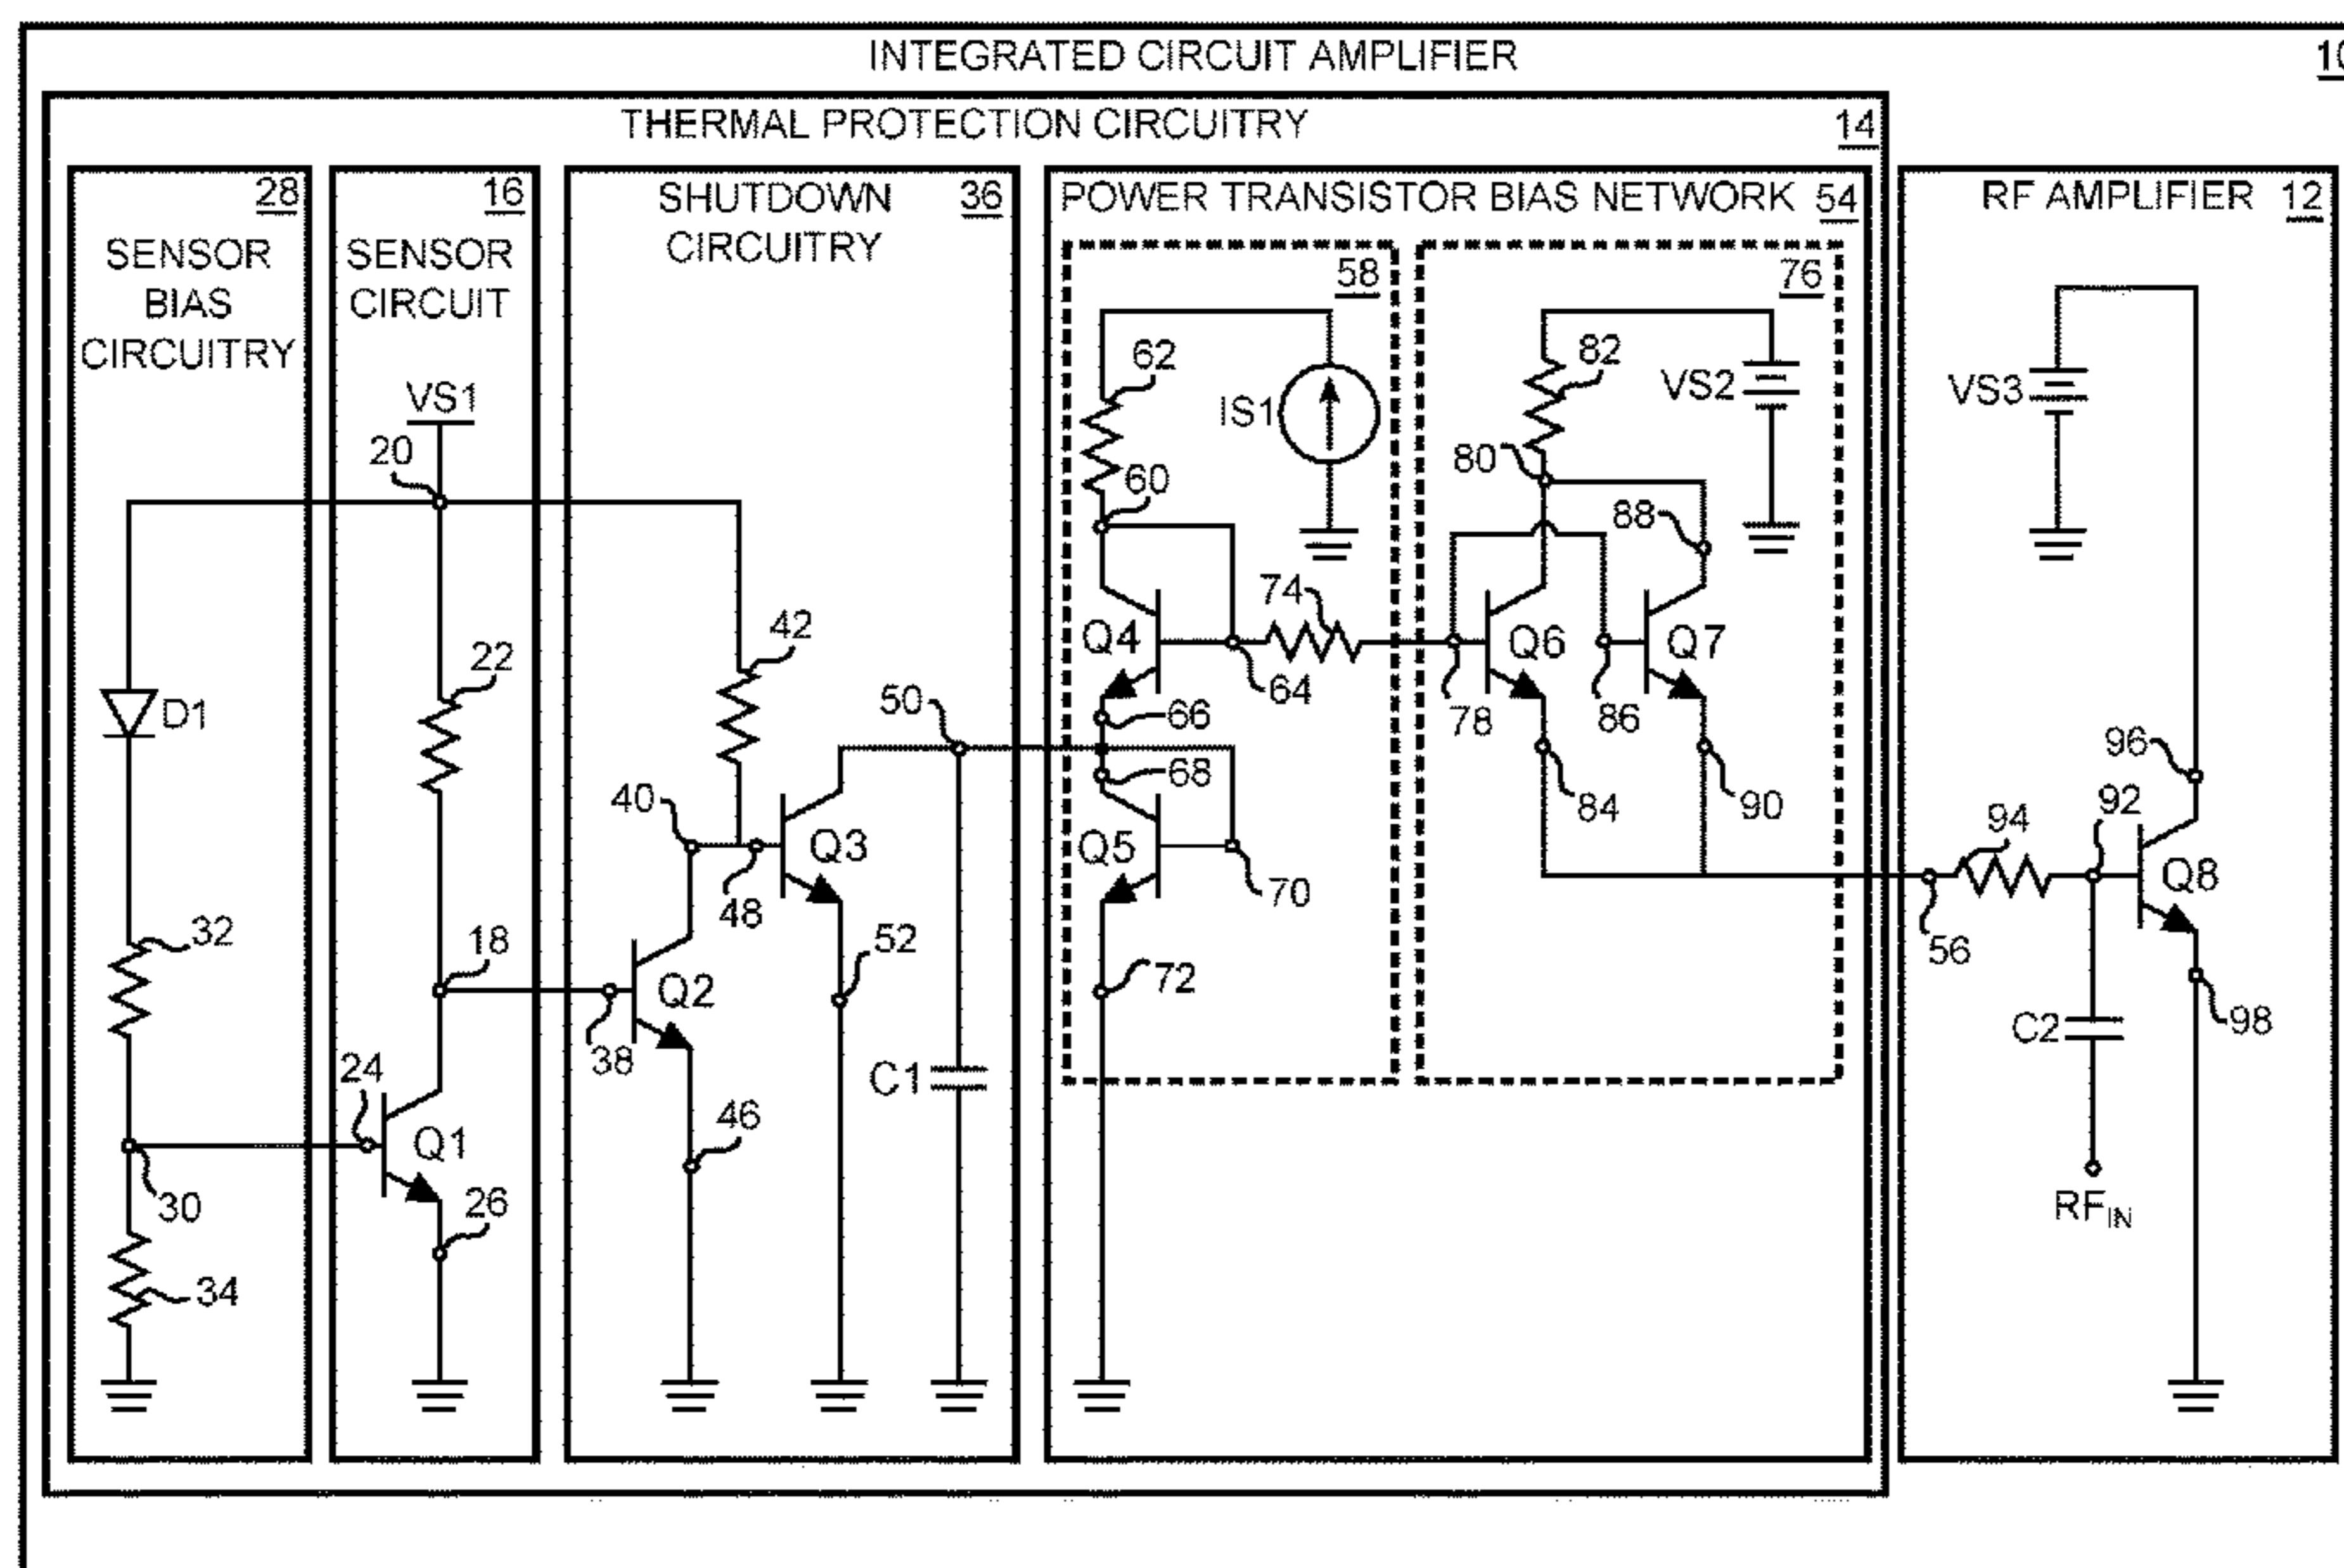 INTEGRATED CIRCUIT AMPLIFIER
THERMAL PROTECTION CIRCUITRY 14
28
SENSOR
BIAS
CIRCUITRY
16
SENSOR
CIRCUIT
SHUTDOWN 36
CIRCUITRY
POWER TRANSISTOR BIAS NETWORK 54
RF AMPLIFIER 12
58
76
VS1
20
62
IS1
60
82
VS2
80
88
VS3
D1
22
42
50
Q4
74
64
66
68
Q6
Q7
78
86
84
90
96
40
48
Q3
Q5
70
94
92
Q8
56
32
18
38
Q2
52
72
98
C2
24
Q1
30
26
34
46
C1
RFIN